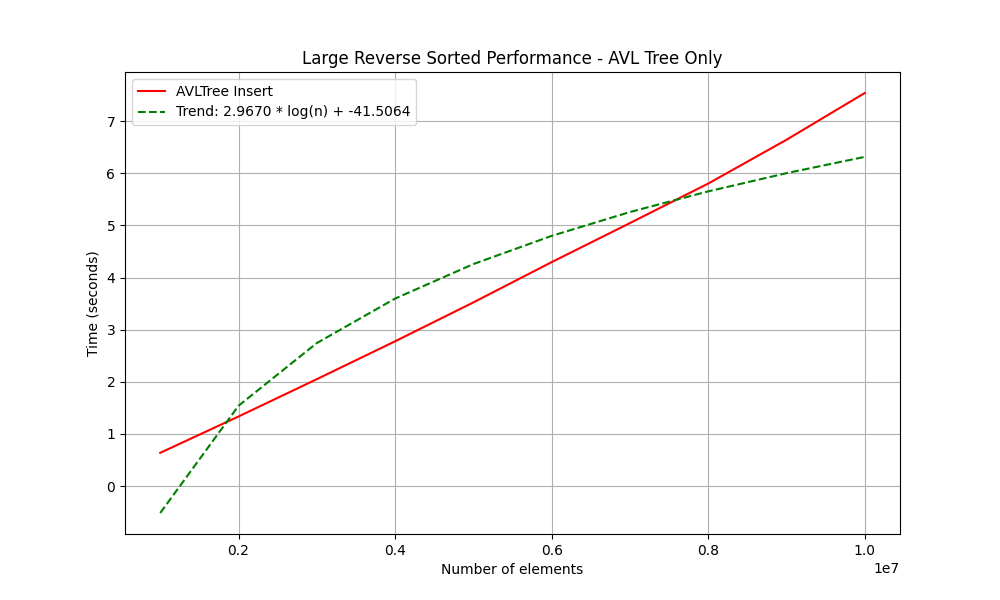 Large Reverse Sorted Performance - AVL Tree Only
AVLTree Insert
Trend: 2.9670 * log(n) + -41.5064
Time (seconds)
7
6
5
4
3
2
1
0
0.2 0.4 0.6 0.8 1.0
1e7
Number of elements